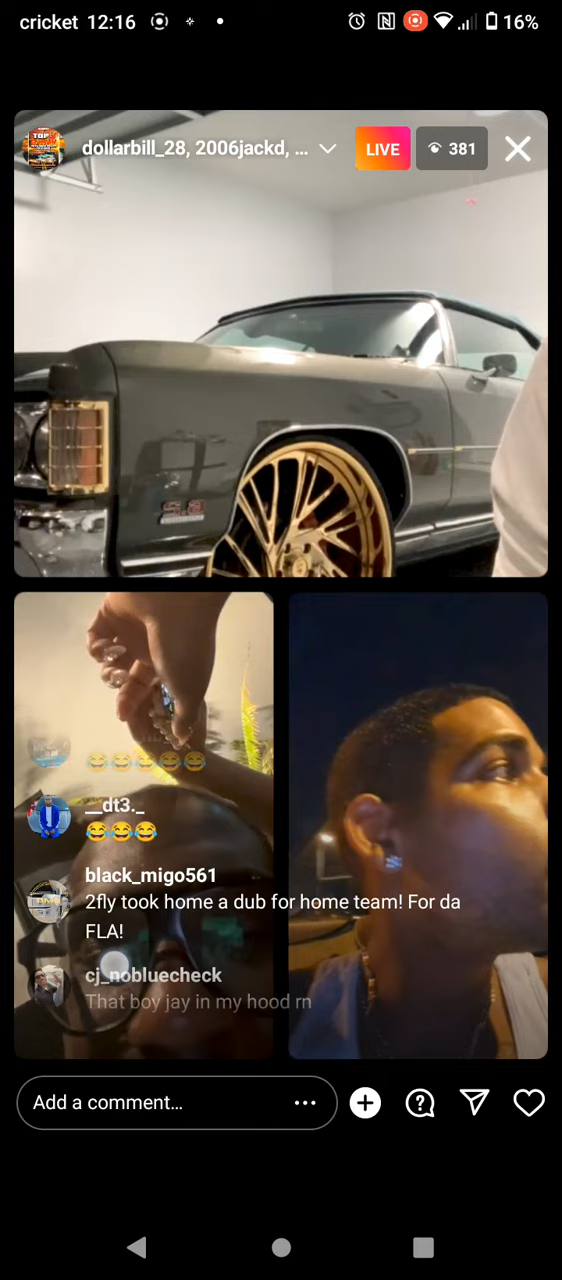 cricket 12:16 16%
TOP
dollarbill_28, 2006jackd, ...
LIVE
381
__dt3._
😂😂😂
black_migo561
2fly took home a dub for home team! For da
FLA!
cj_nobluecheck
That boy jay in my hood rn
Add a comment...